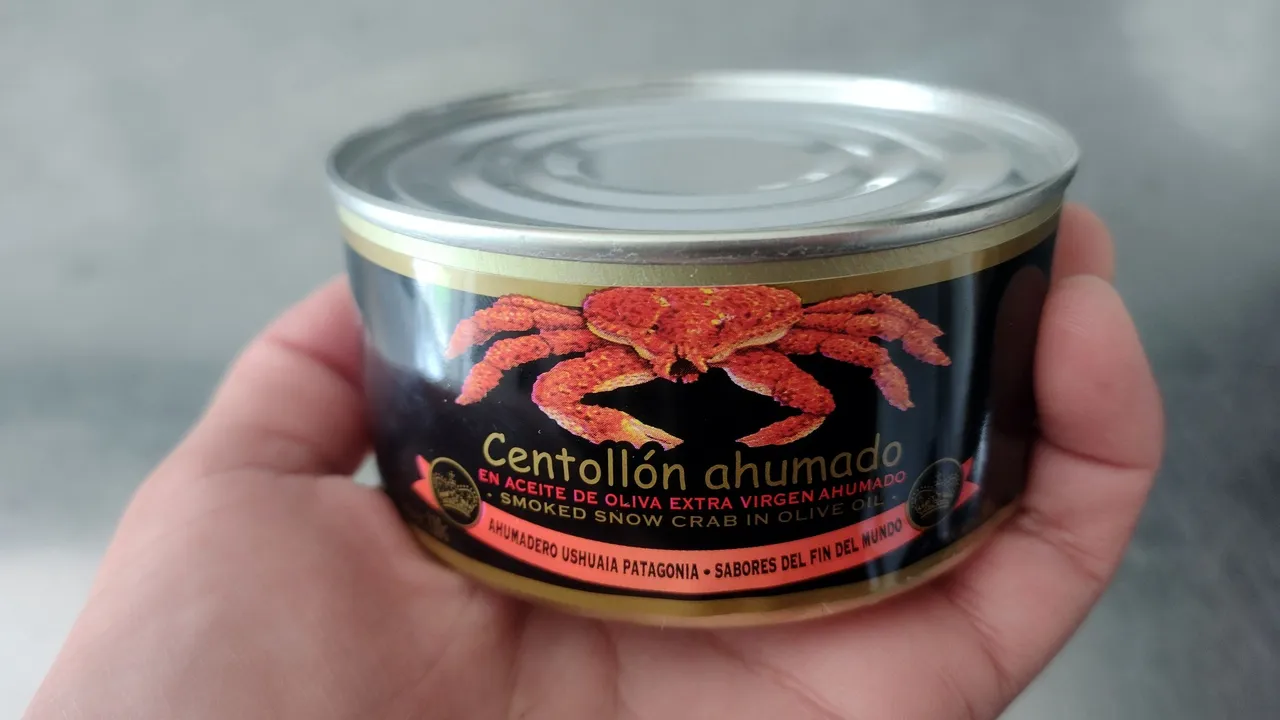 Centollón ahumado
EN ACEITE DE OLIVA EXTRA VIRGEN AHUMADO
- SMOKED SNOW CRAB IN OLIVE OIL -
AHUMADERO USHUAIA PATAGONIA • SABORES DEL FIN DEL MUNDO